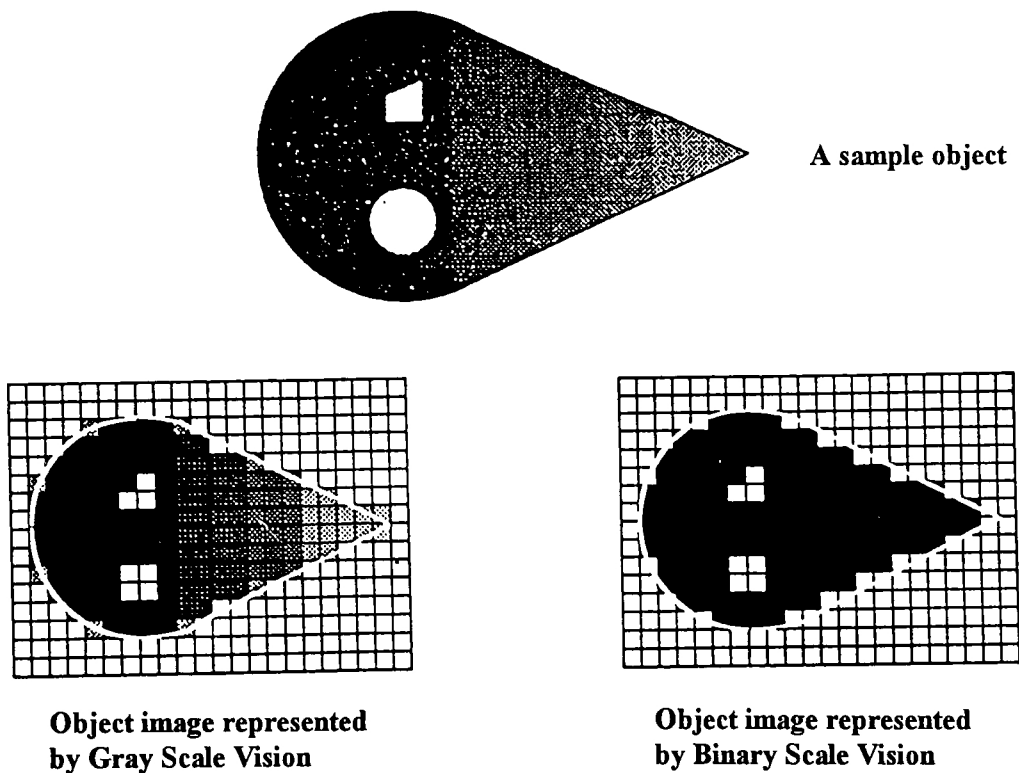 A sample object
Object image represented
by Gray Scale Vision
Object image represented
by Binary Scale Vision